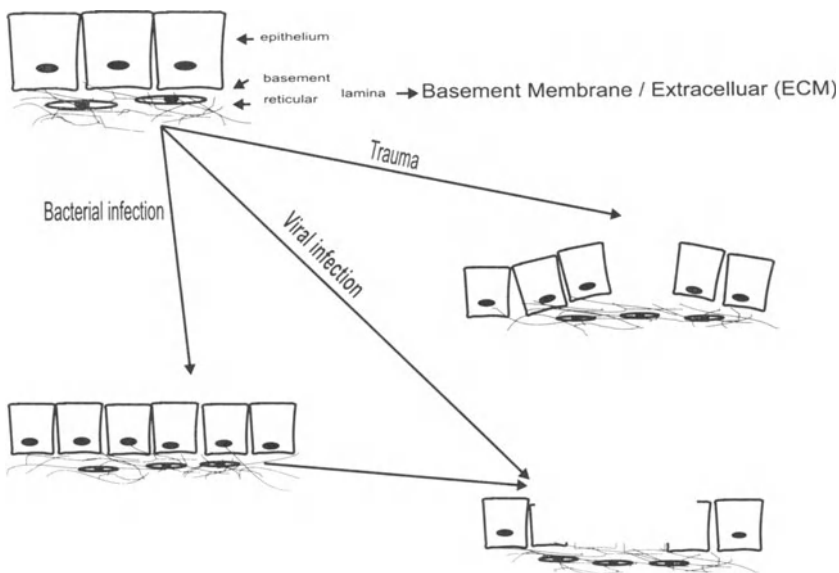 epithelium
basement
reticular
lamina
Basement Membrane / Extracelluar (ECM)
Trauma
Bacterial infection
Viral infection